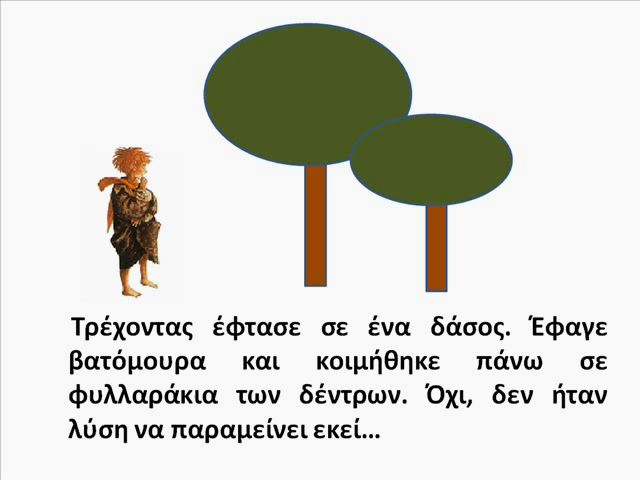 Τρέχοντας έφτασε σε ένα δάσος. Έφαγε
βατόμουρα και κοιμήθηκε πάνω σε
φυλλαράκια των δέντρων. Όχι, δεν ήταν
λύση να παραμείνει εκεί...